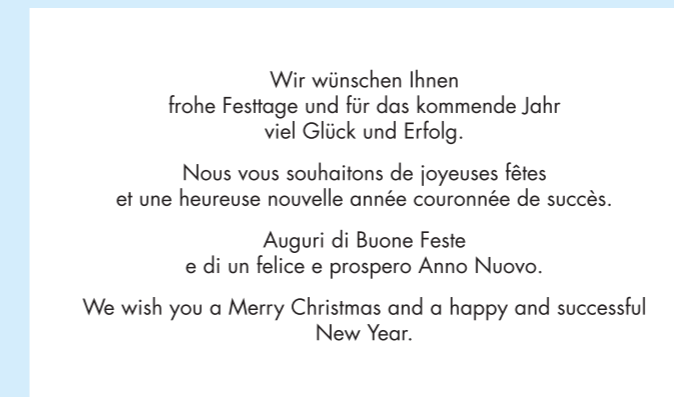 Wir wünschen Ihnen
frohe Festtage und für das kommende Jahr
viel Glück und Erfolg.
Nous vous souhaitons de joyeuses fêtes
et une heureuse nouvelle année couronnée de succès.
Auguri di Buone Feste
e di un felice e prospero Anno Nuovo.
We wish you a Merry Christmas and a happy and successful
New Year.